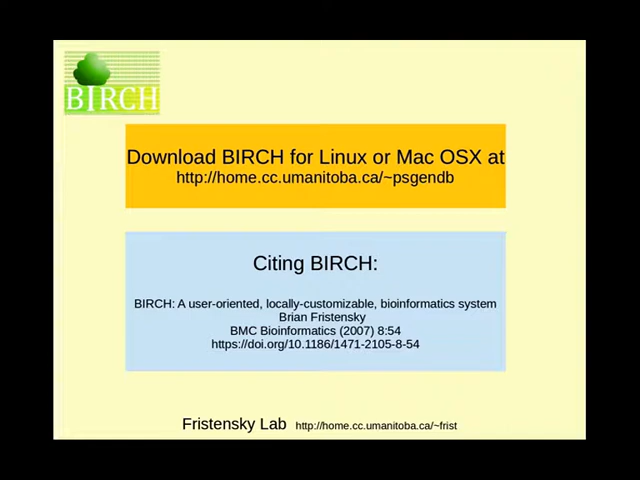 BIRCH
Download BIRCH for Linux or Mac OSX at
http://home.cc.umanitoba.ca/~psgendb
Citing BIRCH:
BIRCH: A user-oriented, locally-customizable, bioinformatics system
Brian Fristensky
BMC Bioinformatics (2007) 8:54
https://doi.org/10.1186/1471-2105-8-54
Fristensky Lab http://home.cc.umanitoba.ca/~frist